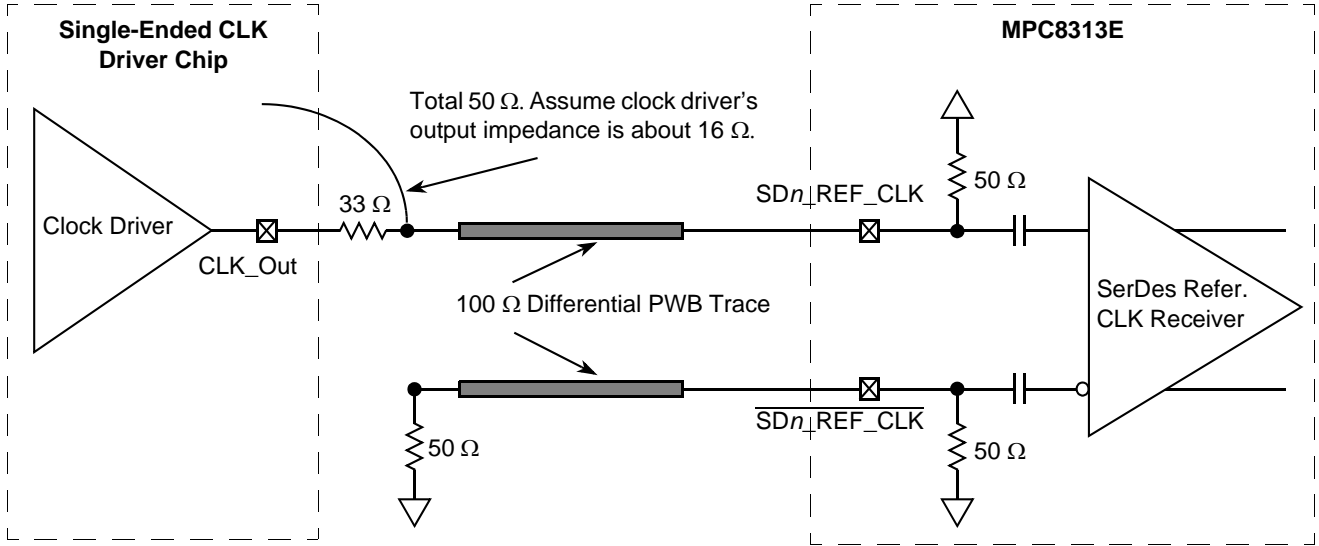 Single-Ended CLK
Driver Chip
MPC8313E
Total 50 Ω. Assume clock driver's
output impedance is about 16 Ω.
Clock Driver
33 Ω
SDn_REF_CLK
50 Ω
CLK_Out
100 Ω Differential PWB Trace
SerDes Refer.
CLK Receiver
50 Ω
SDn_REF_CLK
50 Ω